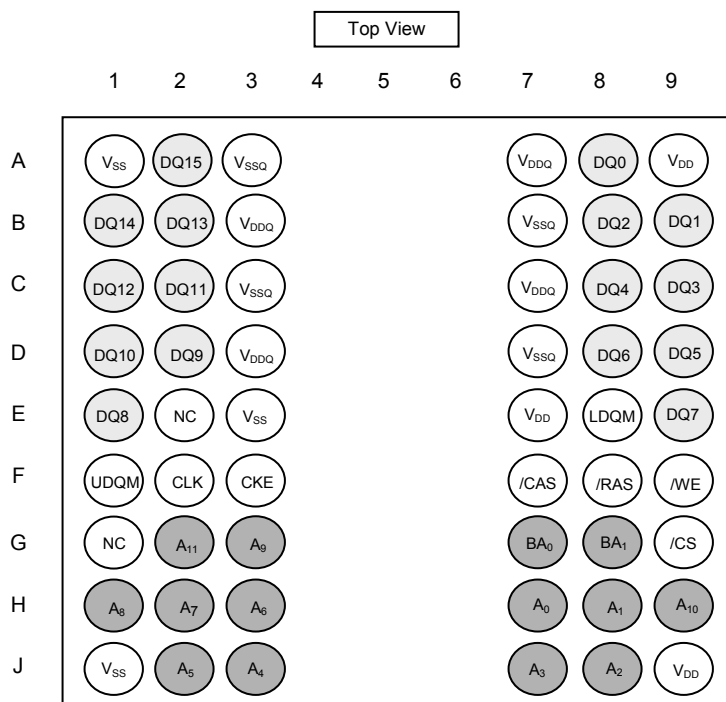 Top View
1 2 3 4 5 6 7 8 9
A VSS DQ15 VSSQ VDDQ DQ0 VDD
B DQ14 DQ13 VDDQ VSSQ DQ2 DQ1
C DQ12 DQ11 VSSQ VDDQ DQ4 DQ3
D DQ10 DQ9 VDDQ VSSQ DQ6 DQ5
E DQ8 NC VSS VDD LDQM DQ7
F UDQM CLK CKE /CAS /RAS /WE
G NC A11 A9 BA0 BA1 /CS
H A8 A7 A6 A0 A1 A10
J VSS A5 A4 A3 A2 VDD